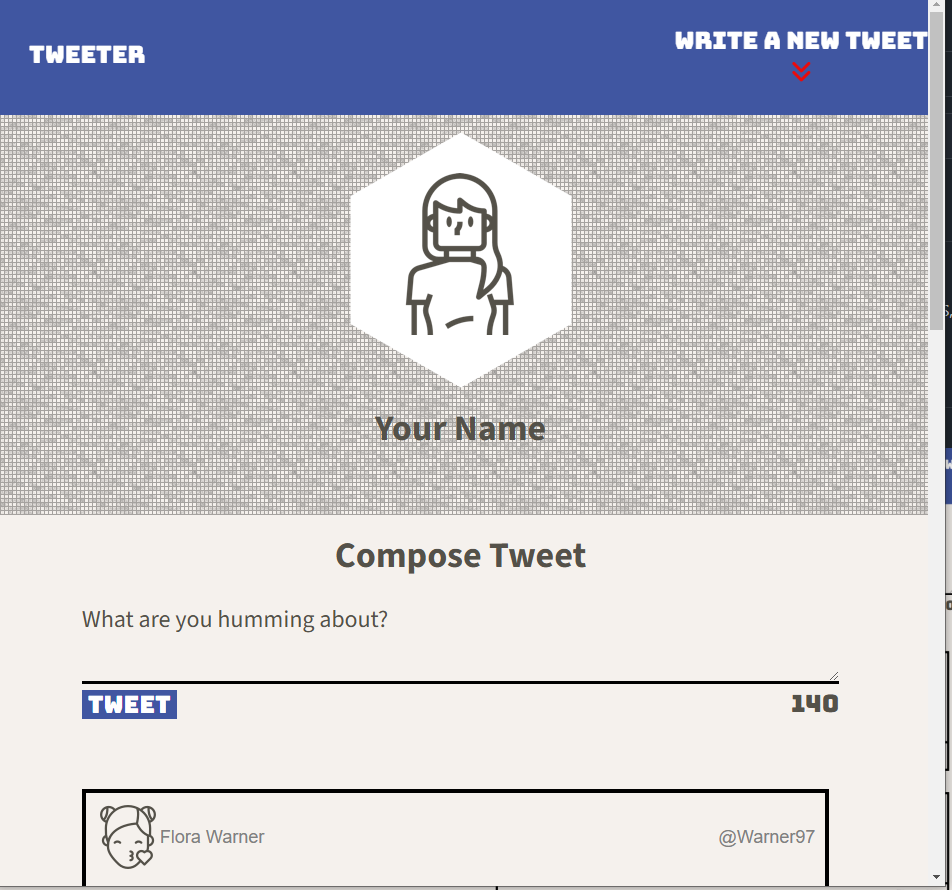 TWEETER
WRITE A NEW TWEET
Your Name
Compose Tweet
What are you humming about?
TWEET
140
Flora Warner
@Warner97